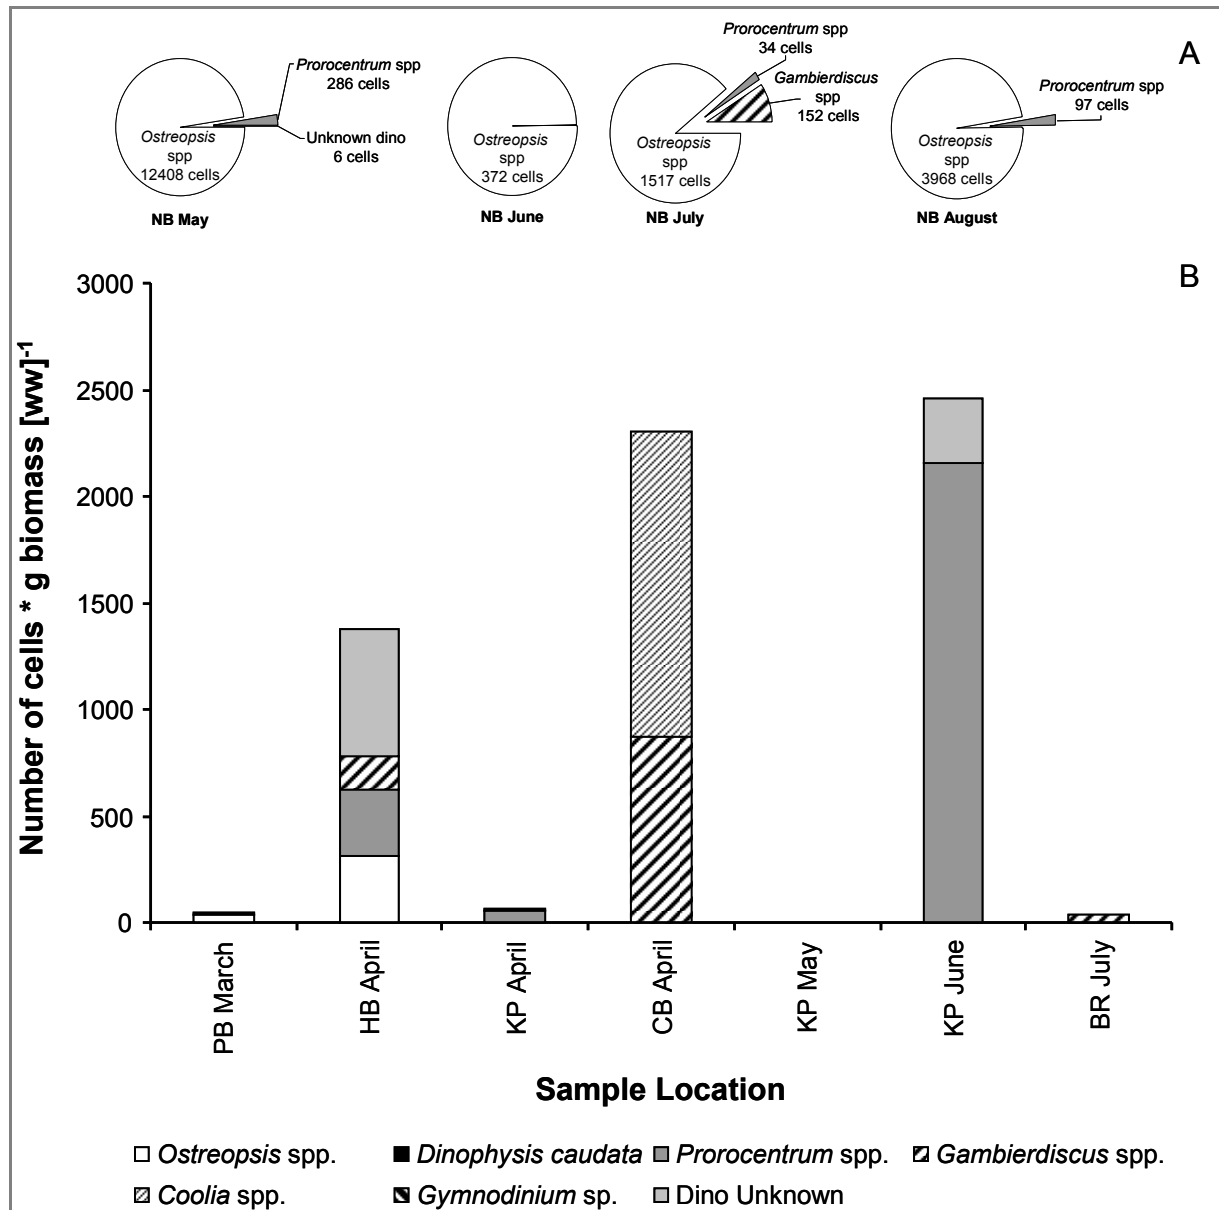 A
Prorocentrum spp
286 cells
Unknown dino
6 cells
Ostreopsis
spp
12408 cells
NB May
Ostreopsis
spp
372 cells
NB June
Prorocentrum spp
34 cells
Gambierdiscus
spp
152 cells
Ostreopsis
spp
1517 cells
NB July
Prorocentrum spp
97 cells
Ostreopsis
spp
3968 cells
NB August
B
Number of cells * g biomass [ww]-1
3000
2500
2000
1500
1000
500
0
PB March
HB April
KP April
CB April
KP May
KP June
BR July
Sample Location
Ostreopsis spp.
Dinophysis caudata
Prorocentrum spp.
Gambierdiscus spp.
Coolia spp.
Gymnodinium sp.
Dino Unknown